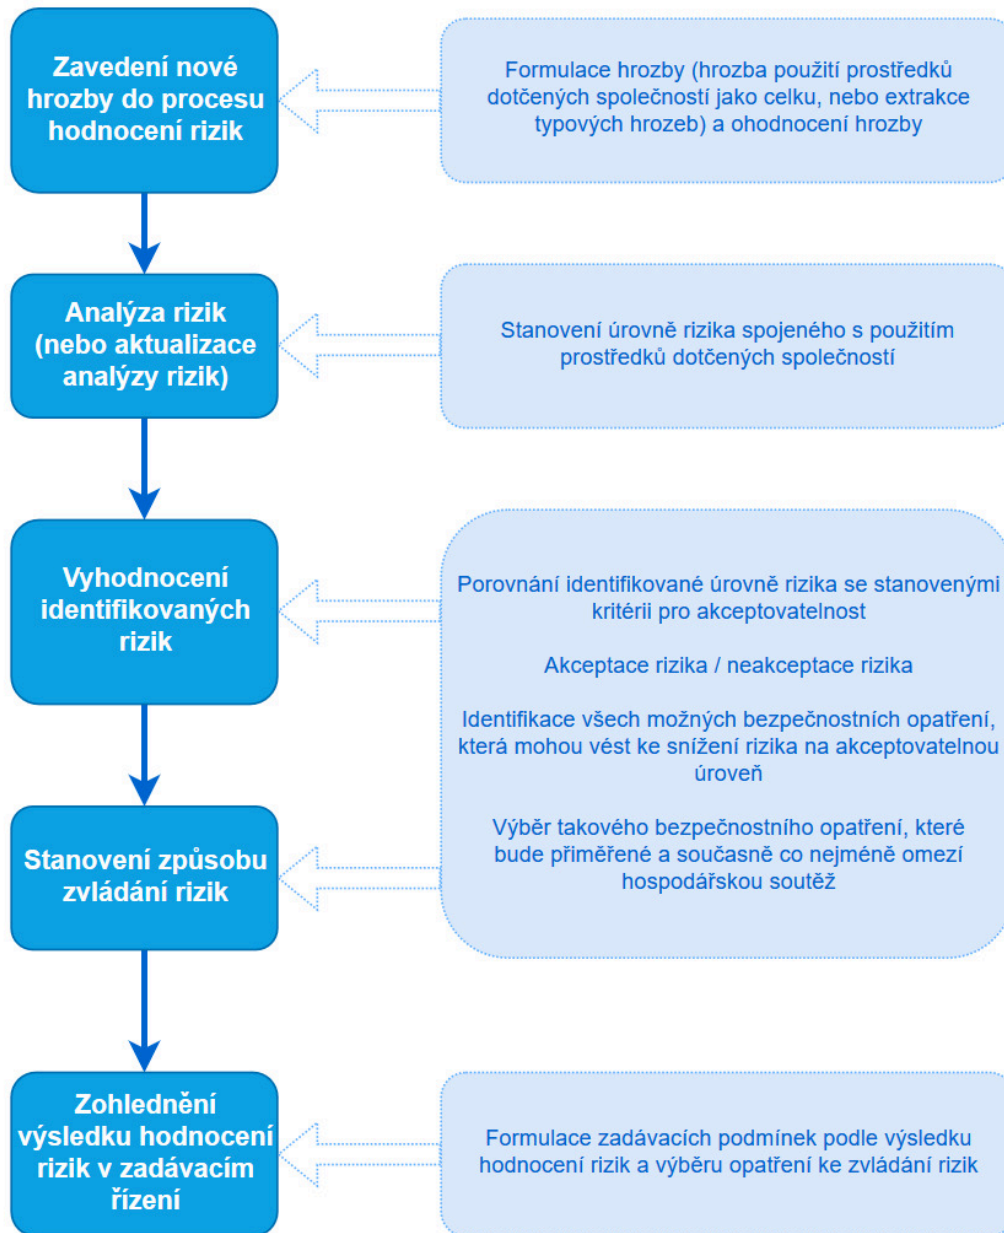 Zavedení nové
hrozby do procesu
hodnocení rizik
Formulace hrozby (hrozba použití prostředků
dotčených společností jako celku, nebo extrakce
typových hrozeb) a ohodnocení hrozby
Analýza rizik
(nebo aktualizace
analýzy rizik)
Stanovení úrovně rizika spojeného s použitím
prostředků dotčených společností
Vyhodnocení
identifikovaných
rizik
Porovnání identifikované úrovně rizika se stanovenými
kritérii pro akceptovatelnost
Akceptace rizika / neakceptace rizika
Identifikace všech možných bezpečnostních opatření,
která mohou vést ke snížení rizika na akceptovatelnou
úroveň
Výběr takového bezpečnostního opatření, které
bude přiměřené a současně co nejméně omezí
hospodářskou soutěž
Stanovení způsobu
zvládání rizik
Zohlednění
výsledku hodnocení
rizik v zadávacím
řízení
Formulace zadávacích podmínek podle výsledku
hodnocení rizik a výběru opatření ke zvládání rizik